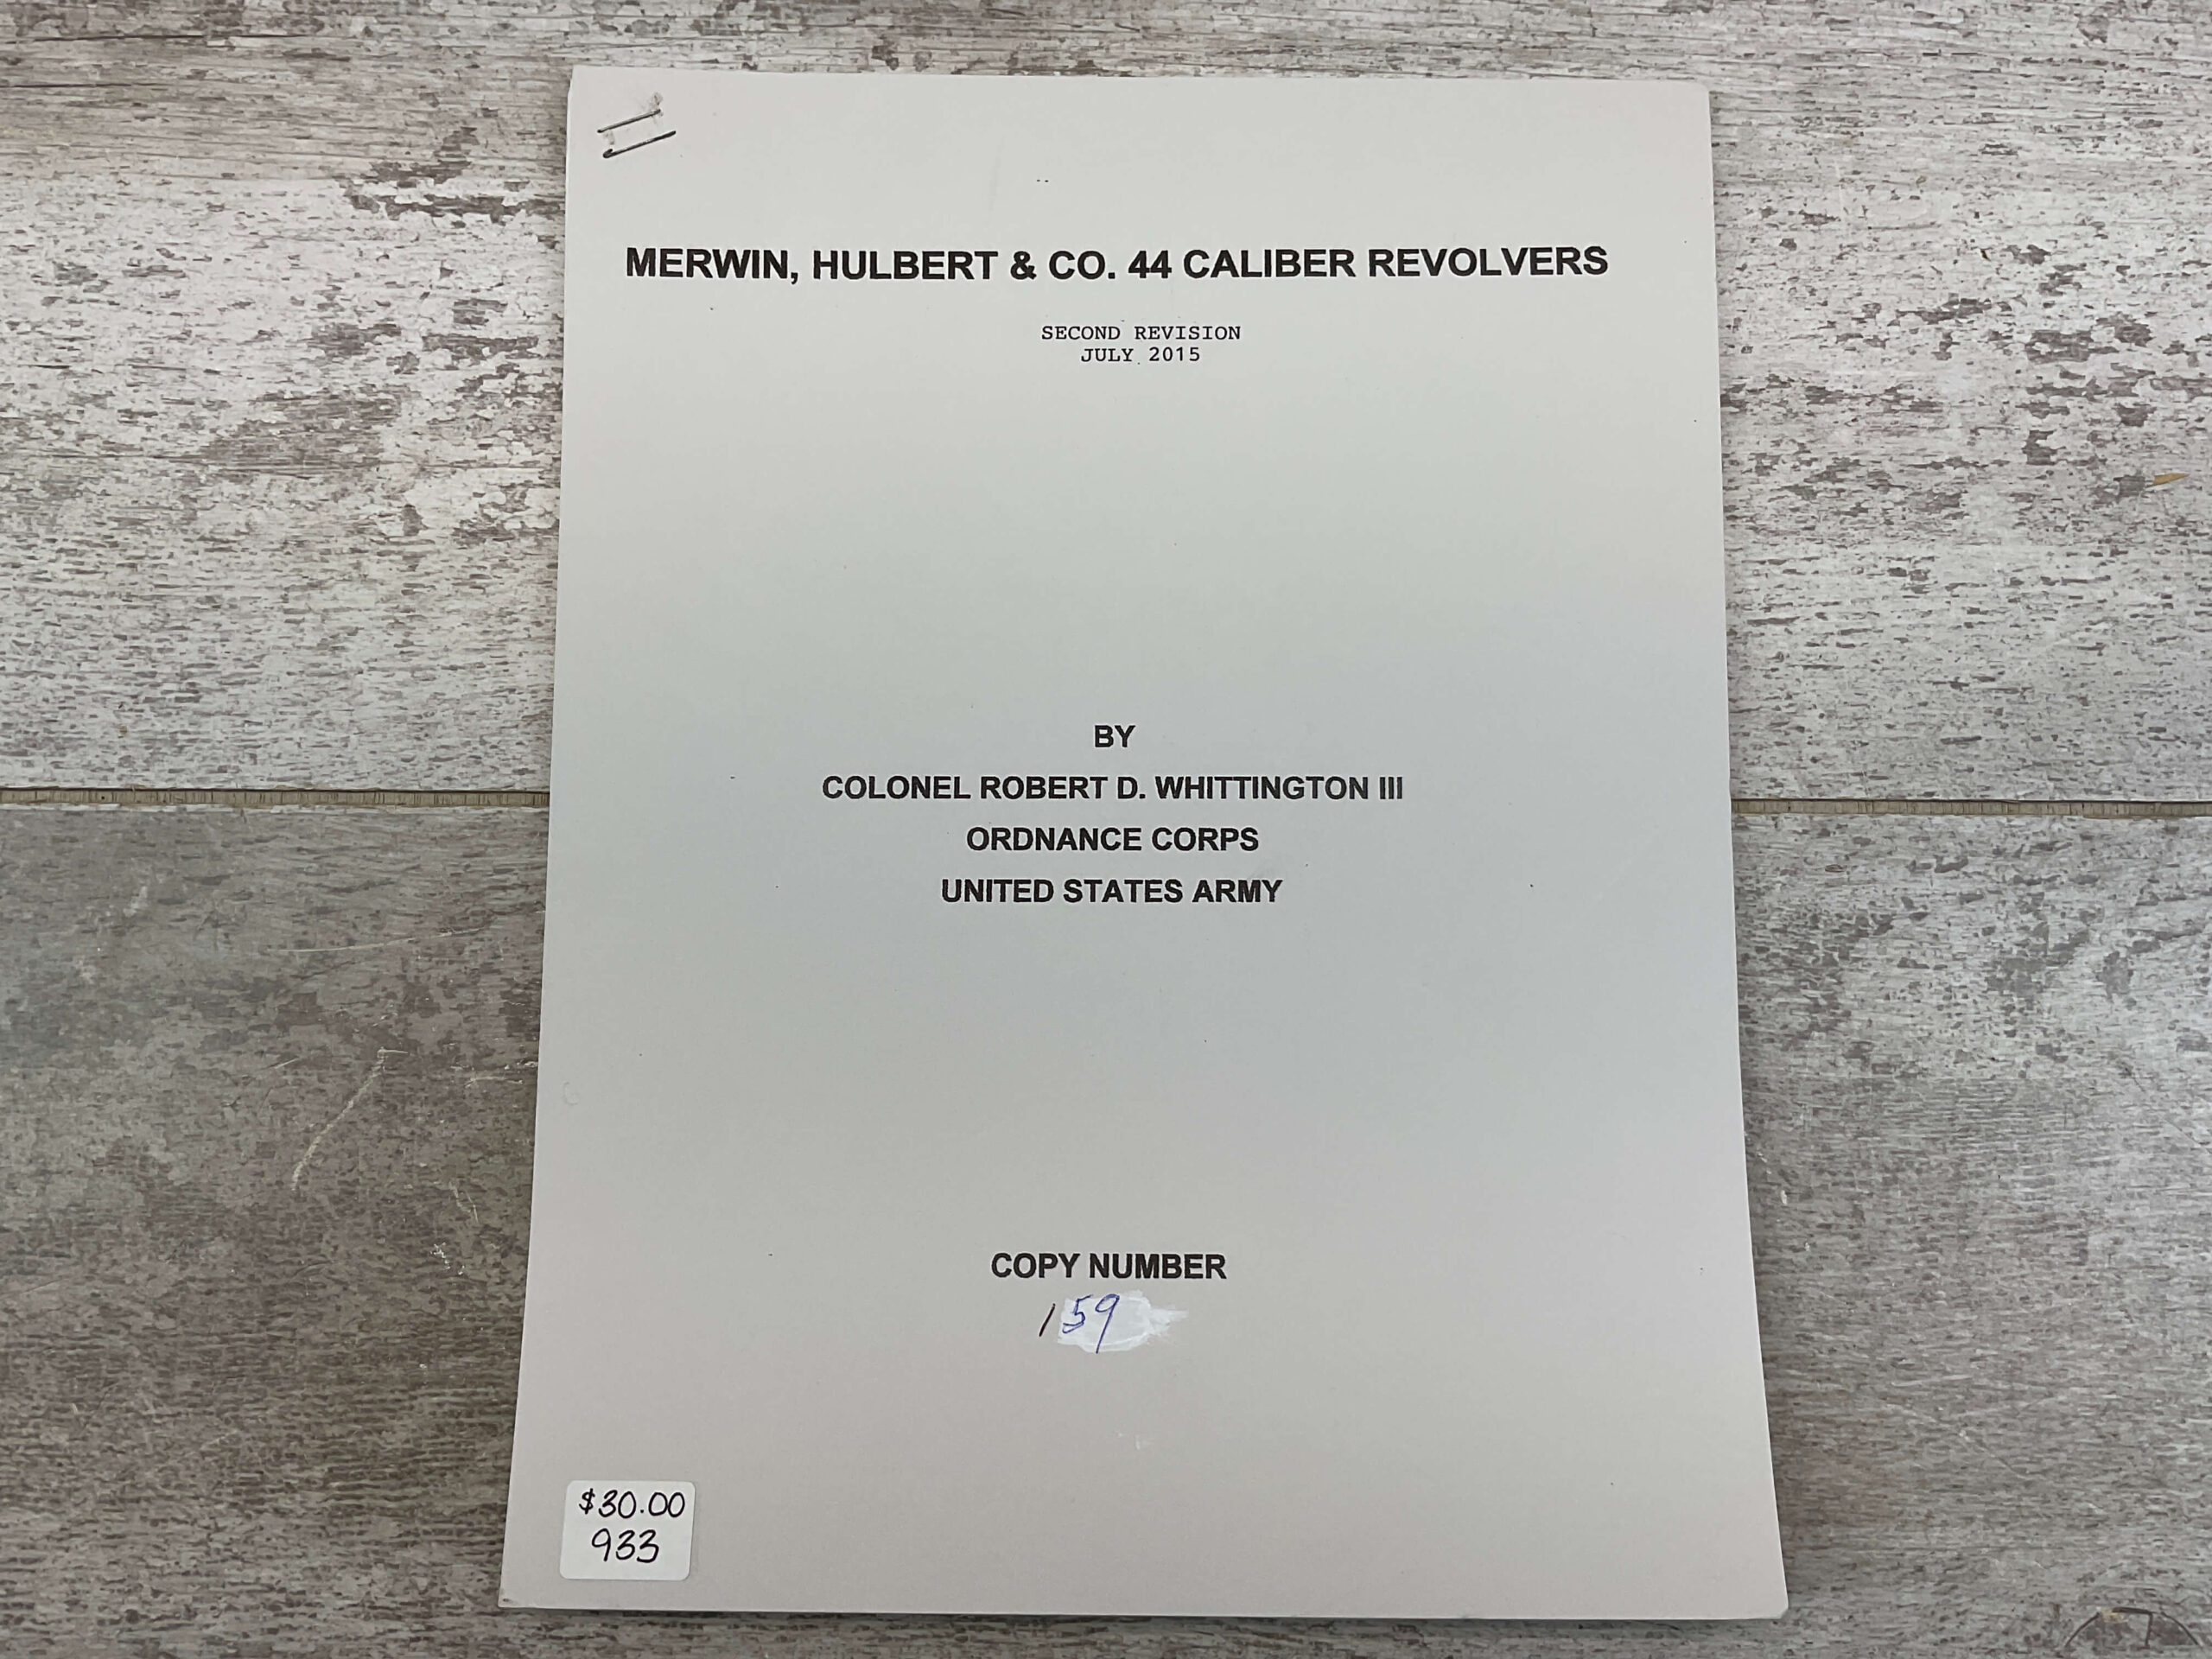 MERWIN, HULBERT & CO. 44 CALIBER REVOLVERS
SECOND REVISION
JULY 2015
BY
COLONEL ROBERT D. WHITTINGTON III
ORDNANCE CORPS
UNITED STATES ARMY
COPY NUMBER
159
$30.00
933